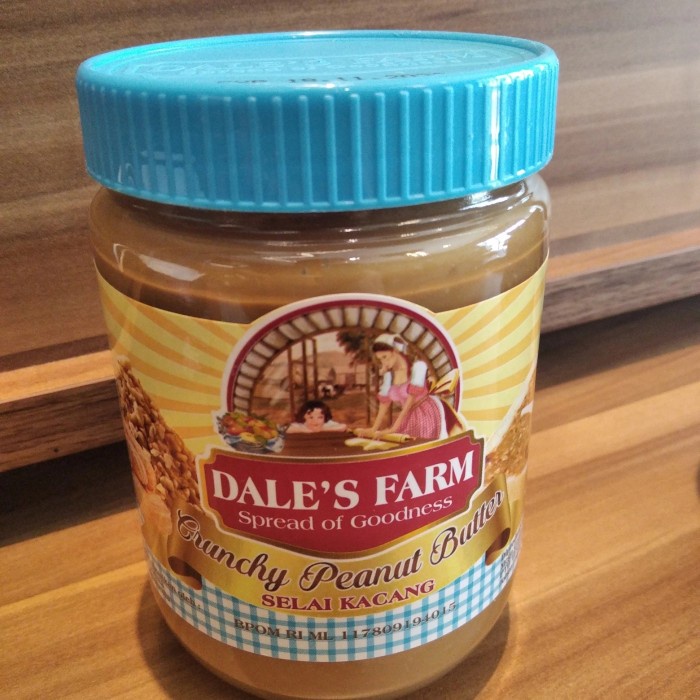 DALE'S FARM
Spread of Goodness
Crunchy Peanut Butter
SELAI KACANG
BPOM RI ML 117809194015